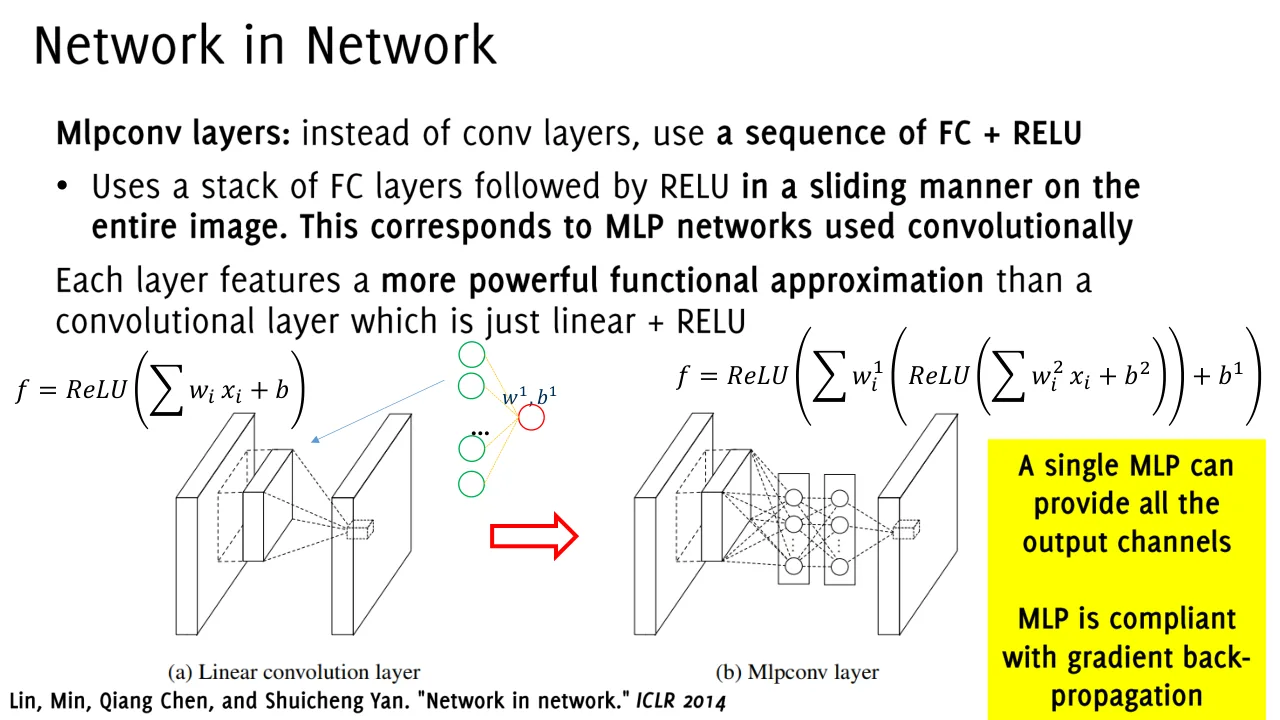 Network in Network
Mlpconv layers: instead of conv layers, use a sequence of FC + RELU
• Uses a stack of FC layers followed by RELU in a sliding manner on the
entire image. This corresponds to MLP networks used convolutionally
Each layer features a more powerful functional approximation than a
convolutional layer which is just linear + RELU
f = ReLU(∑ w_i x_i + b)
w¹, b¹
...
f = ReLU(∑ w_i^1 (ReLU(∑ w_i^2 x_i + b^2)) + b^1)
A single MLP can
provide all the
output channels
MLP is compliant
with gradient back-
propagation
(a) Linear convolution layer
(b) Mlpconv layer
Lin, Min, Qiang Chen, and Shuicheng Yan. "Network in network." ICLR 2014